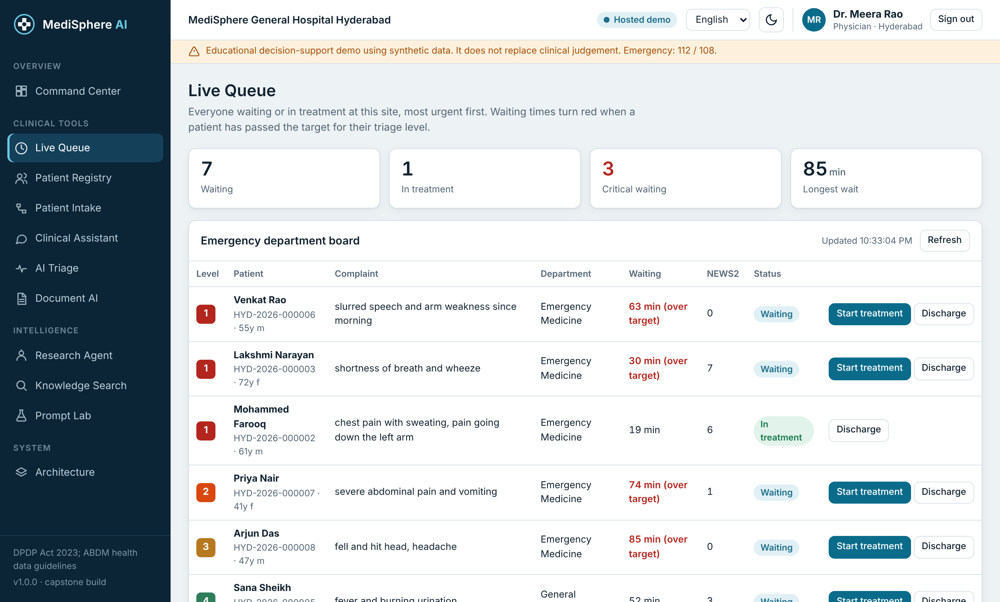 MediSphere AI
OVERVIEW
Command Center
CLINICAL TOOLS
Live Queue
Patient Registry
Patient Intake
Clinical Assistant
AI Triage
Document AI
INTELLIGENCE
Research Agent
Knowledge Search
Prompt Lab
SYSTEM
Architecture
DPDP Act 2023; ABDM health
data guidelines
v1.0.0 · capstone build
MediSphere General Hospital Hyderabad
Hosted demo
English
MR
Dr. Meera Rao
Physician · Hyderabad
Sign out
Educational decision-support demo using synthetic data. It does not replace clinical judgement. Emergency: 112 / 108.
Live Queue
Everyone waiting or in treatment at this site, most urgent first. Waiting times turn red when a
patient has passed the target for their triage level.
7
Waiting
1
In treatment
3
Critical waiting
85 min
Longest wait
Emergency department board
Updated 10:33:04 PM
Refresh
Level Patient Complaint Department Waiting NEWS2 Status
1
Venkat Rao
HYD-2026-000006
· 55y m
slurred speech and arm weakness since
morning
Emergency
Medicine
63 min (over
target)
0
Waiting
Start treatment
Discharge
1
Lakshmi Narayan
HYD-2026-000003
· 72y f
shortness of breath and wheeze
Emergency
Medicine
30 min (over
target)
7
Waiting
Start treatment
Discharge
1
Mohammed
Farooq
HYD-2026-000002
· 61y m
chest pain with sweating, pain going
down the left arm
Emergency
Medicine
19 min
6
In
treatment
Discharge
2
Priya Nair
HYD-2026-000007 ·
41y f
severe abdominal pain and vomiting
Emergency
Medicine
74 min (over
target)
1
Waiting
Start treatment
Discharge
3
Arjun Das
HYD-2026-000008
· 47y m
fell and hit head, headache
Emergency
Medicine
85 min (over
target)
0
Waiting
Start treatment
Discharge
4
Sana Sheikh
HYD-2026-000005
fever and burning urination
General
52 min
3
Waiting
Start treatment
Discharge